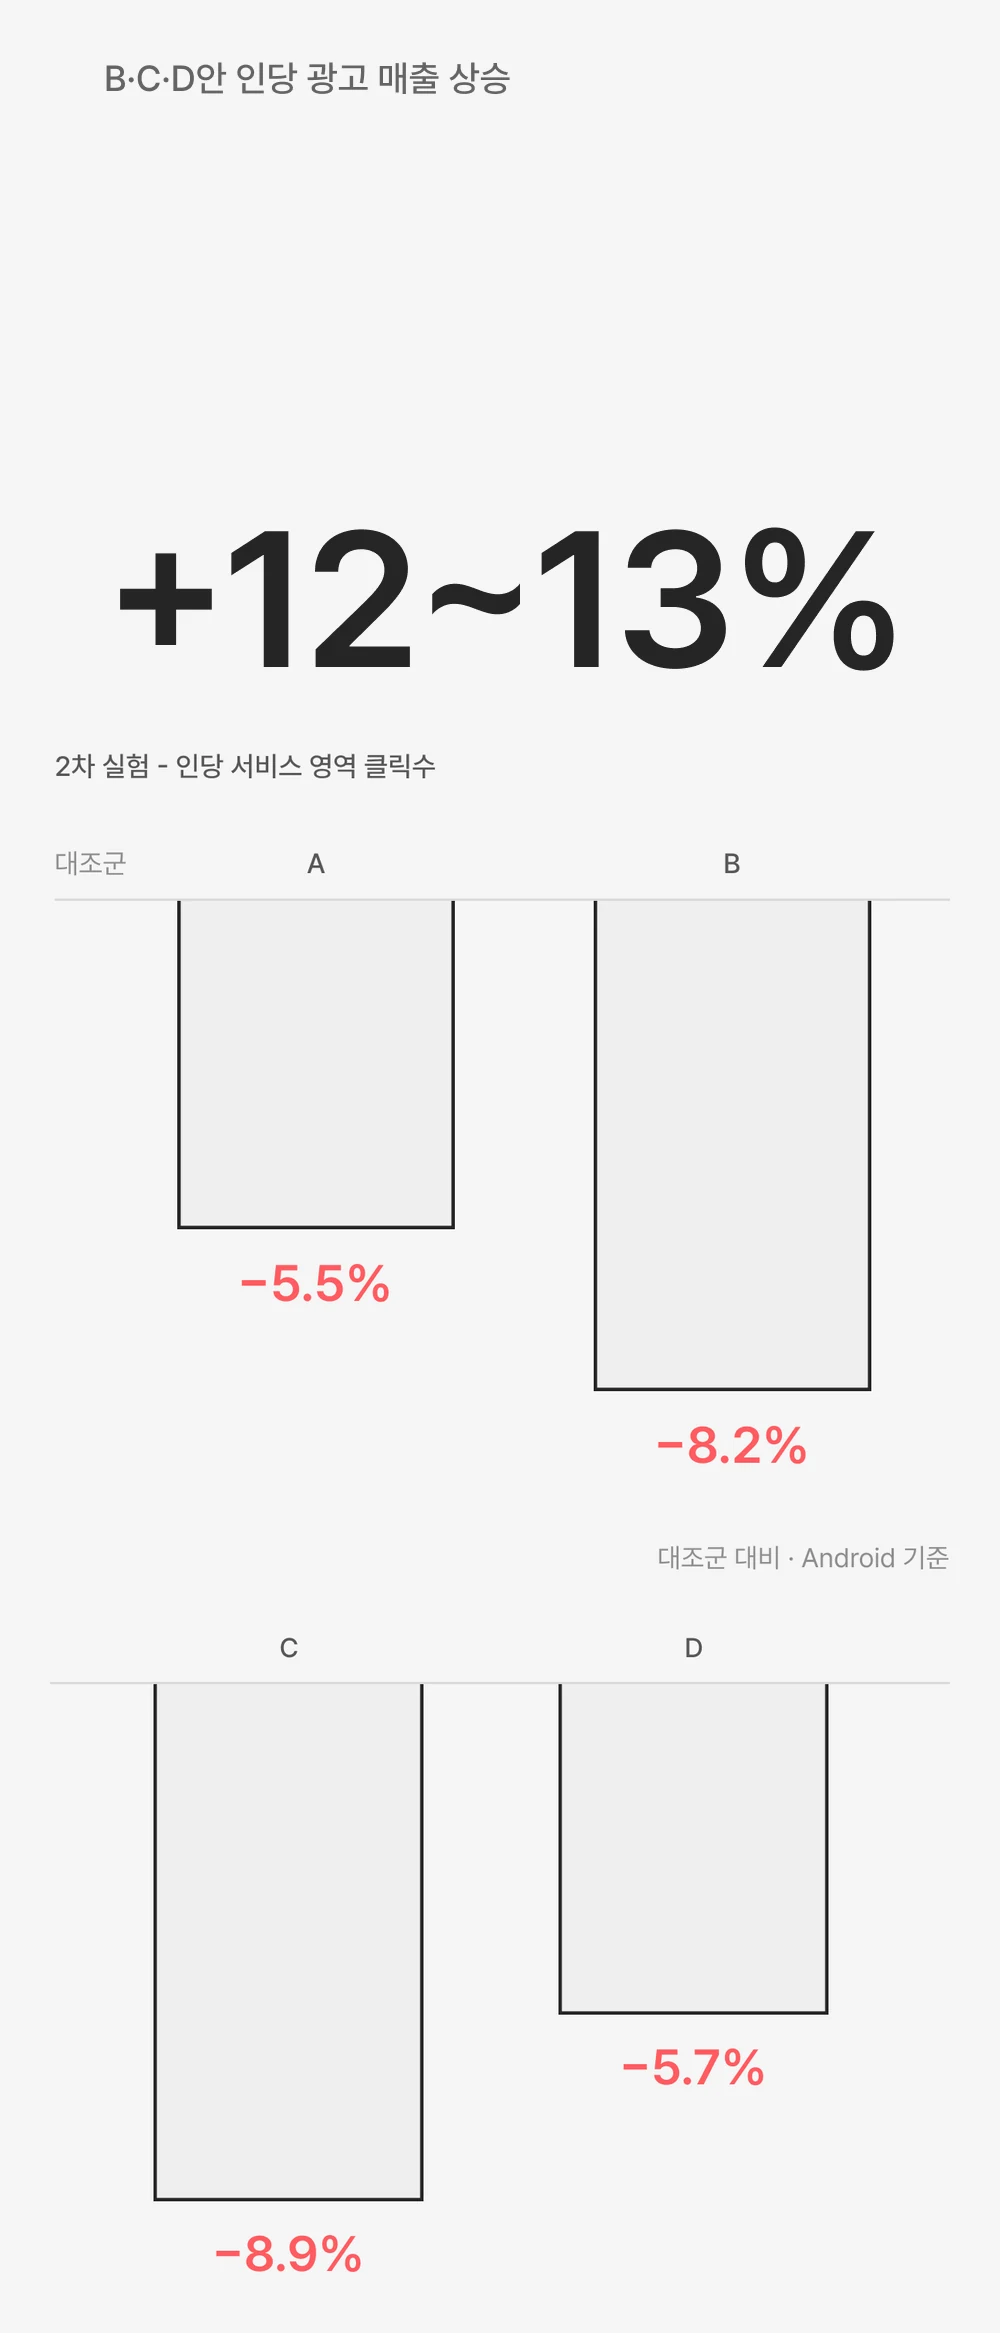 B·C·D안 인당 광고 매출 상승
+12~13%
2차 실험 - 인당 서비스 영역 클릭수
대조군 A B
−5.5%
−8.2%
대조군 대비 · Android 기준
C D
−5.7%
−8.9%